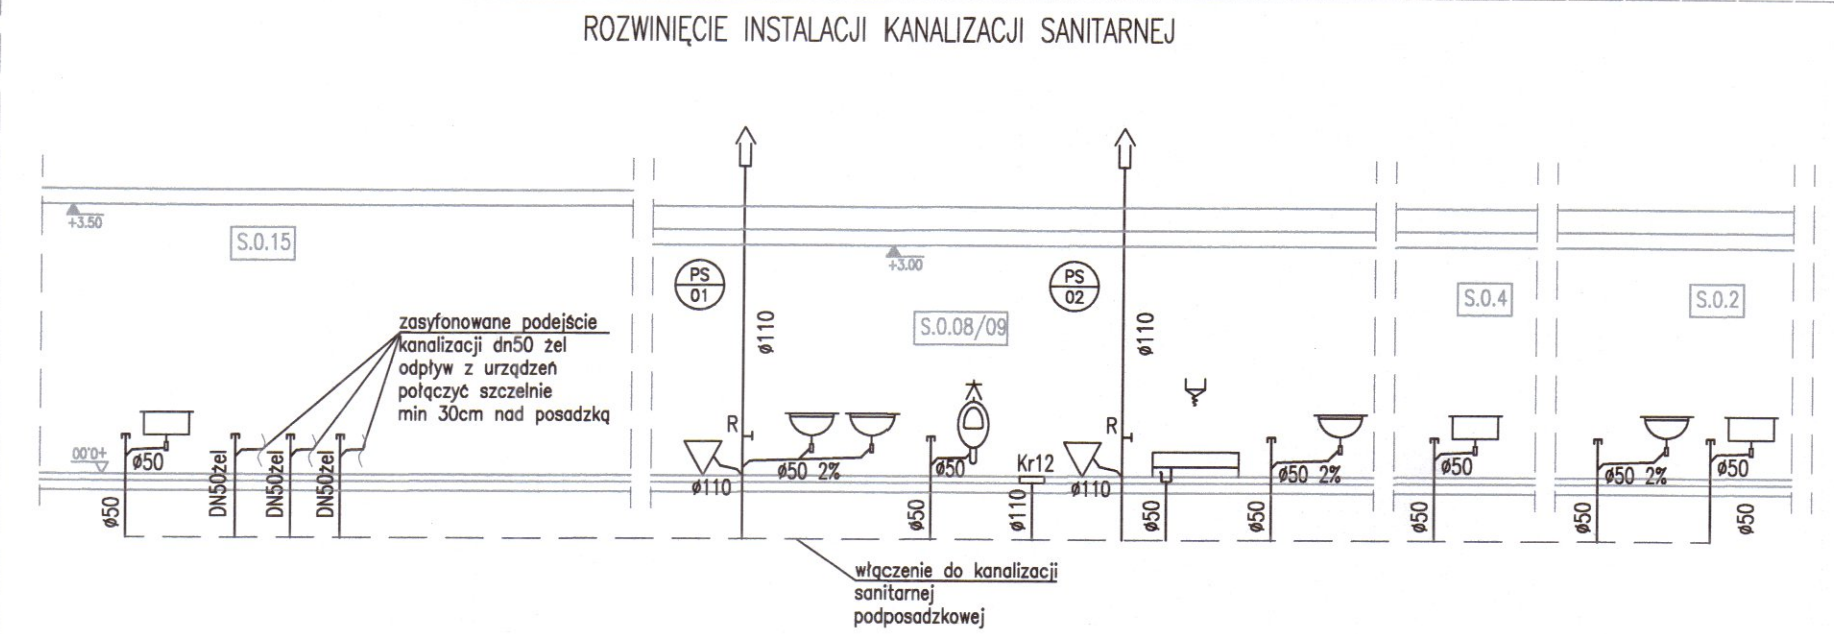 ROZWINIĘCIE INSTALACJI KANALIZACJI SANITARNEJ
+3.50
S.0.15
zasyfonowane podejście
kanalizacji dn50 żel
odpływ z urządzeń
połączyć szczelnie
min 30cm nad posadzką
+0.00
ø50
ø50
DN50żel
DN50żel
DN50żel
PS
01
ø110
R
ø110
ø50 2%
+3.00
S.0.08/09
ø50
ø50
Kr12
ø110
PS
02
ø110
R
ø110
ø50
ø50 2%
ø50
S.0.4
ø50
ø50
S.0.2
ø50 2%
ø50
ø50
ø50
włączenie do kanalizacji
sanitarnej
podposadzkowej